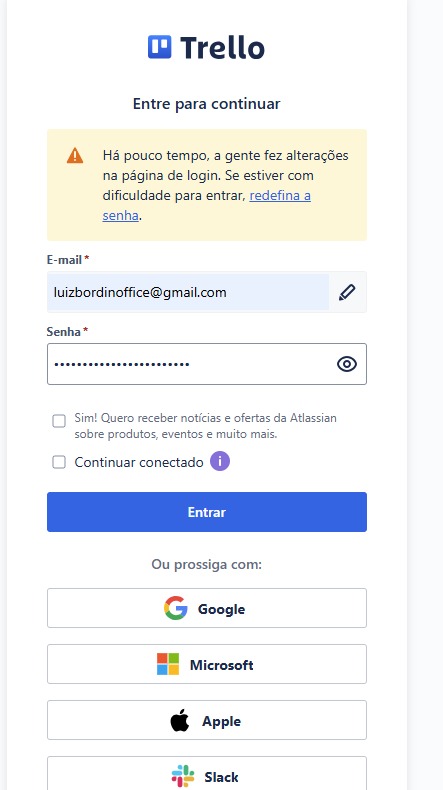 Trello
Entre para continuar
Há pouco tempo, a gente fez alterações
na página de login. Se estiver com
dificuldade para entrar, redefina a
senha.
E-mail*
luizbordinoffice@gmail.com
Senha*
••••••••••••••••••••••••
Sim! Quero receber notícias e ofertas da Atlassian
sobre produtos, eventos e muito mais.
Continuar conectado i
Entrar
Ou prossiga com:
Google
Microsoft
Apple
Slack